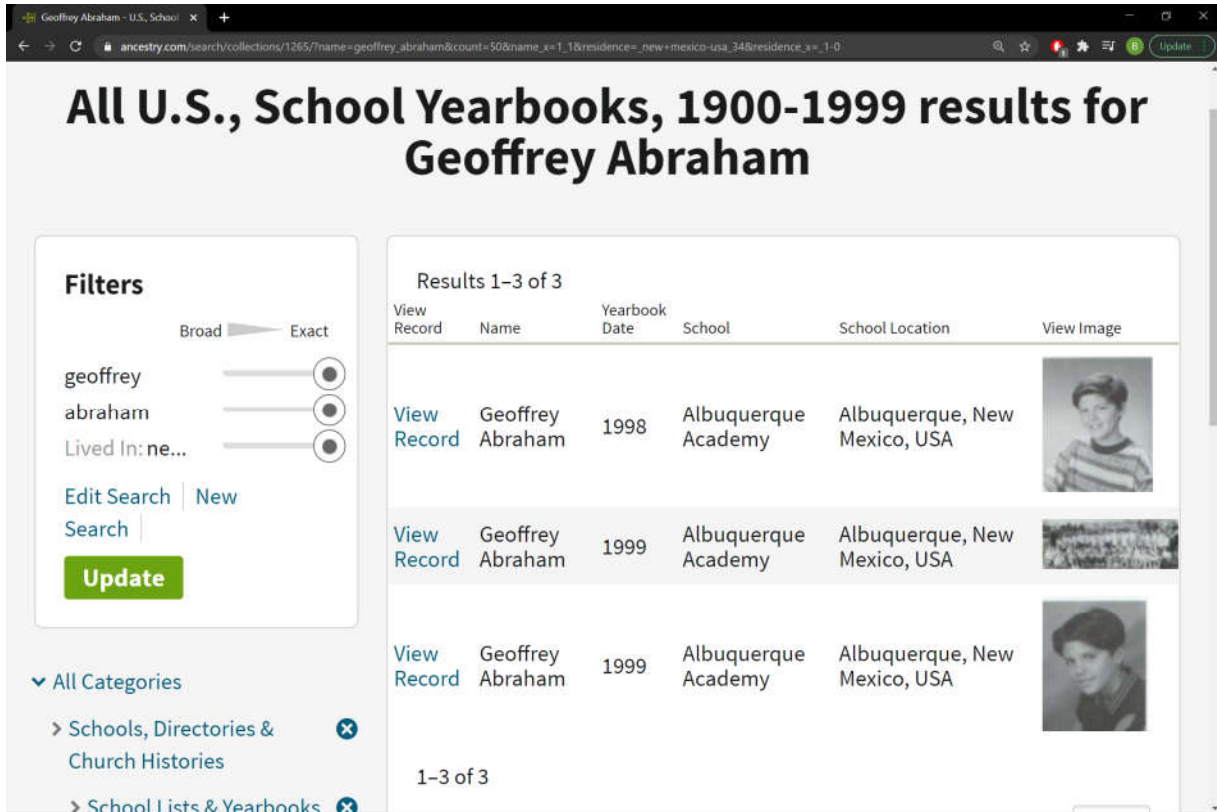 Geoffrey Abraham - U.S., School
ancestry.com/search/collections/1265/?name=geoffrey_abraham&count=50&name_x=1_1&residence=_new+mexico-usa_34&residence_x=_1-0
B
Update
All U.S., School Yearbooks, 1900-1999 results for
Geoffrey Abraham
Filters
Broad Exact
geoffrey
abraham
Lived In: ne...
Edit Search New
Search
Update
All Categories
Schools, Directories &
Church Histories
School Lists & Yearbooks
Results 1–3 of 3
View
Record Name Yearbook
Date School School Location View Image
View
Record Geoffrey
Abraham 1998 Albuquerque
Academy Albuquerque, New
Mexico, USA
View
Record Geoffrey
Abraham 1999 Albuquerque
Academy Albuquerque, New
Mexico, USA
View
Record Geoffrey
Abraham 1999 Albuquerque
Academy Albuquerque, New
Mexico, USA
1–3 of 3